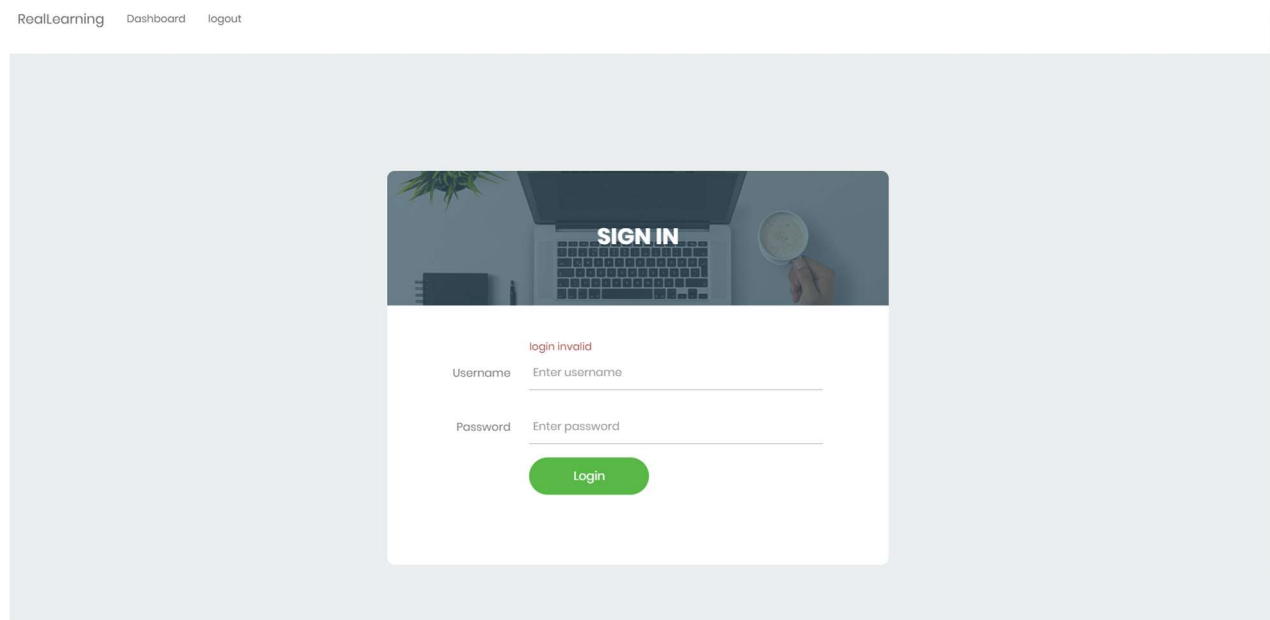 RealLearning Dashboard logout
SIGN IN
login invalid
Username Enter username
Password Enter password
Login